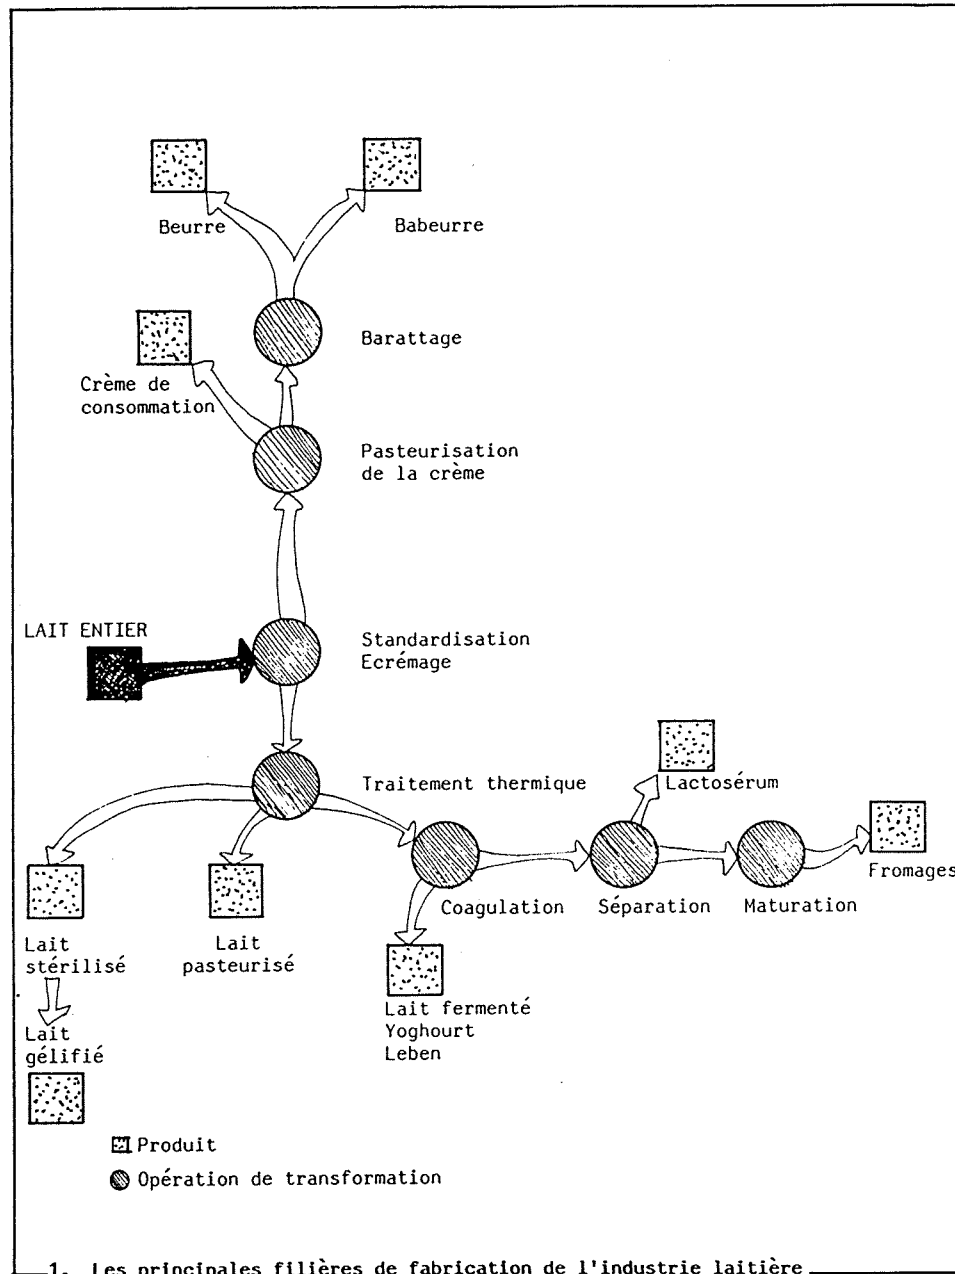 Beurre
Babeurre
Barattage
Crème de
consommation
Pasteurisation
de la crème
LAIT ENTIER
Standardisation
Ecrémage
Traitement thermique
Lactosérum
Fromages
Coagulation
Séparation
Maturation
Lait
stérilisé
Lait
pasteurisé
Lait fermenté
Yoghourt
Leben
Lait
gélifié
Produit
Opération de transformation
1. Les principales filières de fabrication de l'industrie laitière